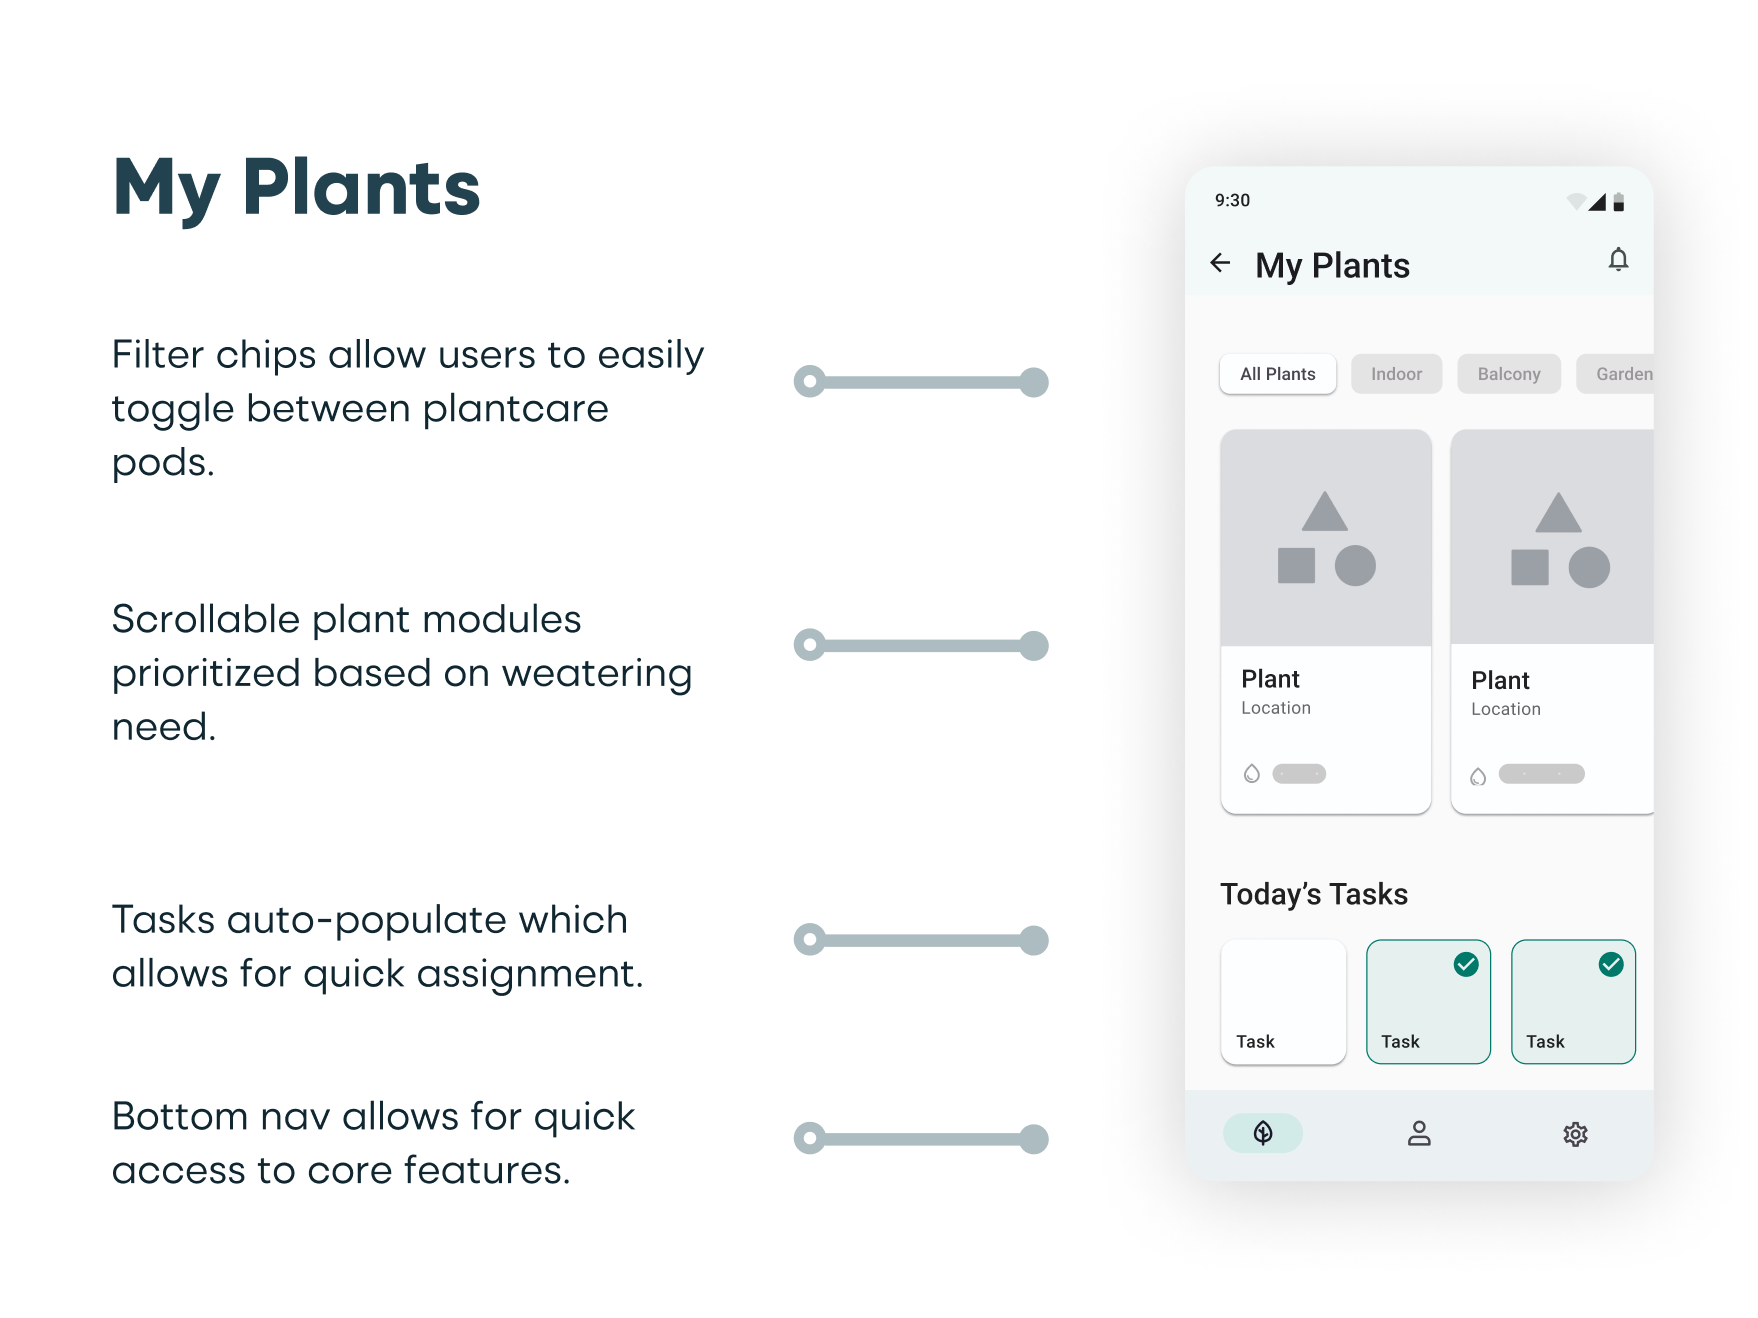 My Plants
Filter chips allow users to easily
toggle between plantcare
pods.
Scrollable plant modules
prioritized based on weatering
need.
Tasks auto-populate which
allows for quick assignment.
Bottom nav allows for quick
access to core features.
9:30
My Plants
All Plants Indoor Balcony Garden
Plant Plant
Location Location
Today’s Tasks
Task Task Task